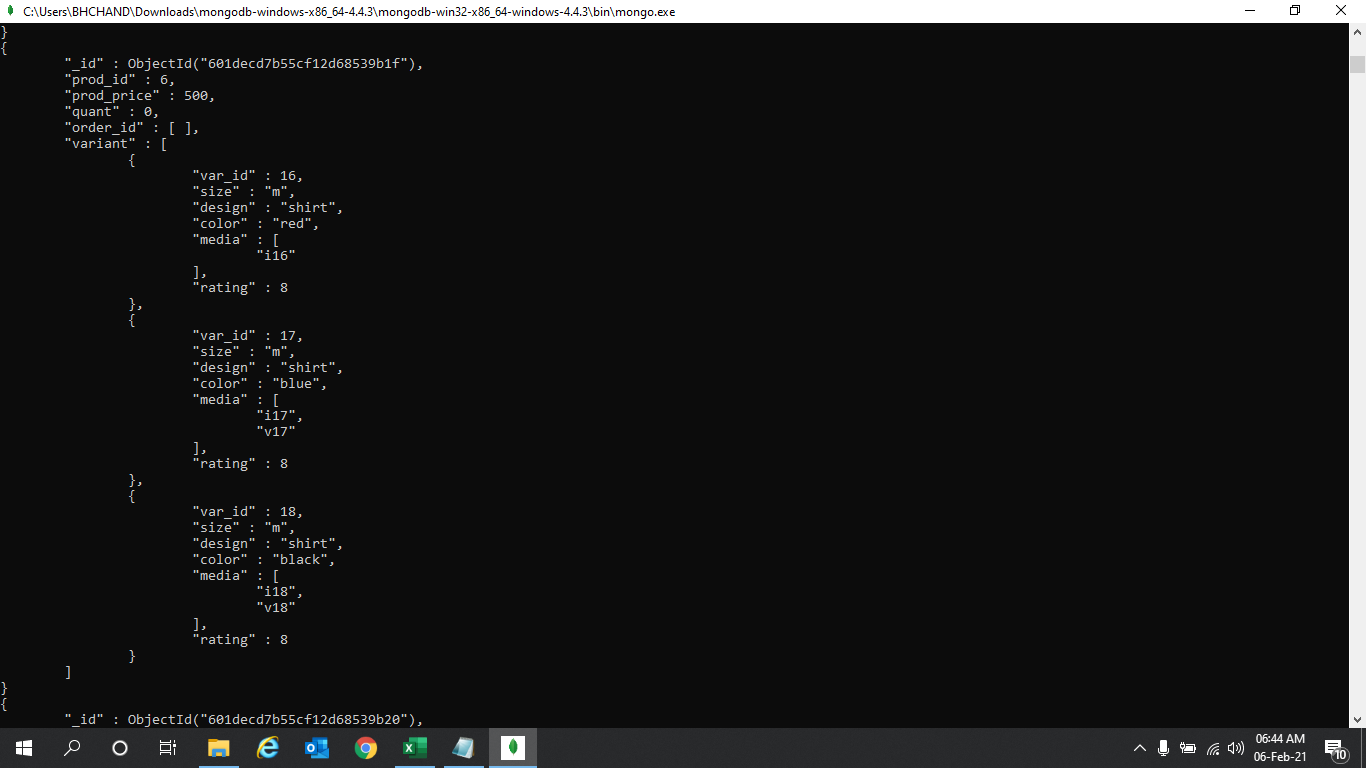 C:\Users\BHCHAND\Downloads\mongodb-windows-x86_64-4.4.3\mongodb-win32-x86_64-windows-4.4.3\bin\mongo.exe
}
{
"_id" : ObjectId("601decd7b55cf12d68539b1f"),
"prod_id" : 6,
"prod_price" : 500,
"quant" : 0,
"order_id" : [ ],
"variant" : [
{
"var_id" : 16,
"size" : "m",
"design" : "shirt",
"color" : "red",
"media" : [
"i16"
],
"rating" : 8
},
{
"var_id" : 17,
"size" : "m",
"design" : "shirt",
"color" : "blue",
"media" : [
"i17",
"v17"
],
"rating" : 8
},
{
"var_id" : 18,
"size" : "m",
"design" : "shirt",
"color" : "black",
"media" : [
"i18",
"v18"
],
"rating" : 8
}
]
}
{
"_id" : ObjectId("601decd7b55cf12d68539b20"),
06:44 AM
06-Feb-21
10